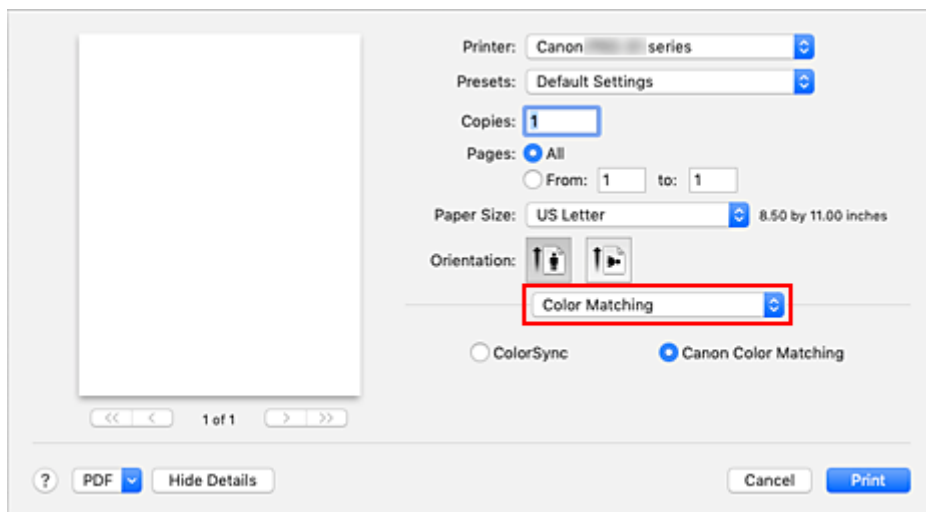 Printer: Canon series
Presets: Default Settings
Copies: 1
Pages: All
From: 1 to: 1
Paper Size: US Letter 8.50 by 11.00 inches
Orientation:
Color Matching
ColorSync Canon Color Matching
<< < 1 of 1 > >>
? PDF Hide Details Cancel Print